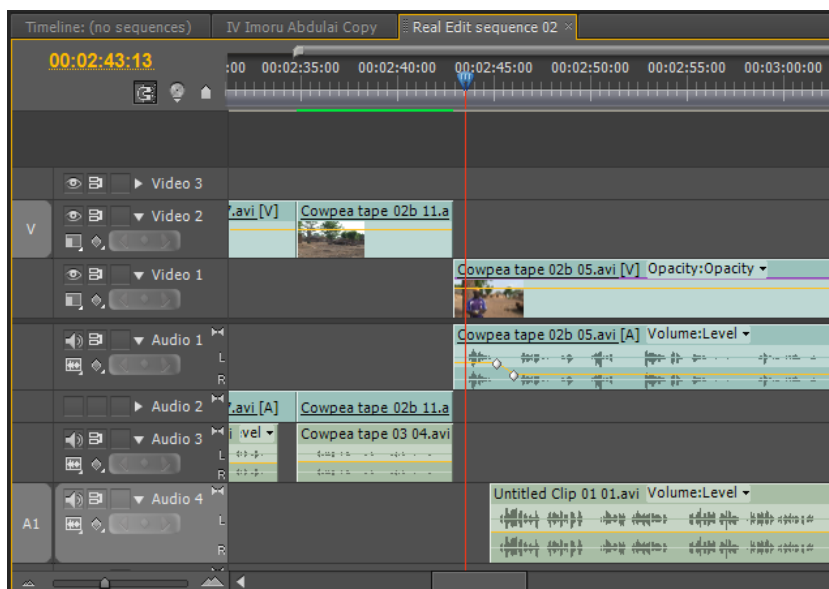 Timeline: (no sequences) IV Imoru Abdulai Copy Real Edit sequence 02 ×
00:02:43:13
:00 00:02:35:00 00:02:40:00 00:02:45:00 00:02:50:00 00:02:55:00 00:03:00:00
Video 3
V Video 2 7.avi [V] Cowpea tape 02b 11.a
Video 1 Cowpea tape 02b 05.avi [V] Opacity:Opacity
Audio 1 Cowpea tape 02b 05.avi [A] Volume:Level
L
R
Audio 2 7.avi [A] Cowpea tape 02b 11.a
Audio 3 i :vel Cowpea tape 03 04.avi
L
R
Audio 4 Untitled Clip 01 01.avi Volume:Level
A1 L
R